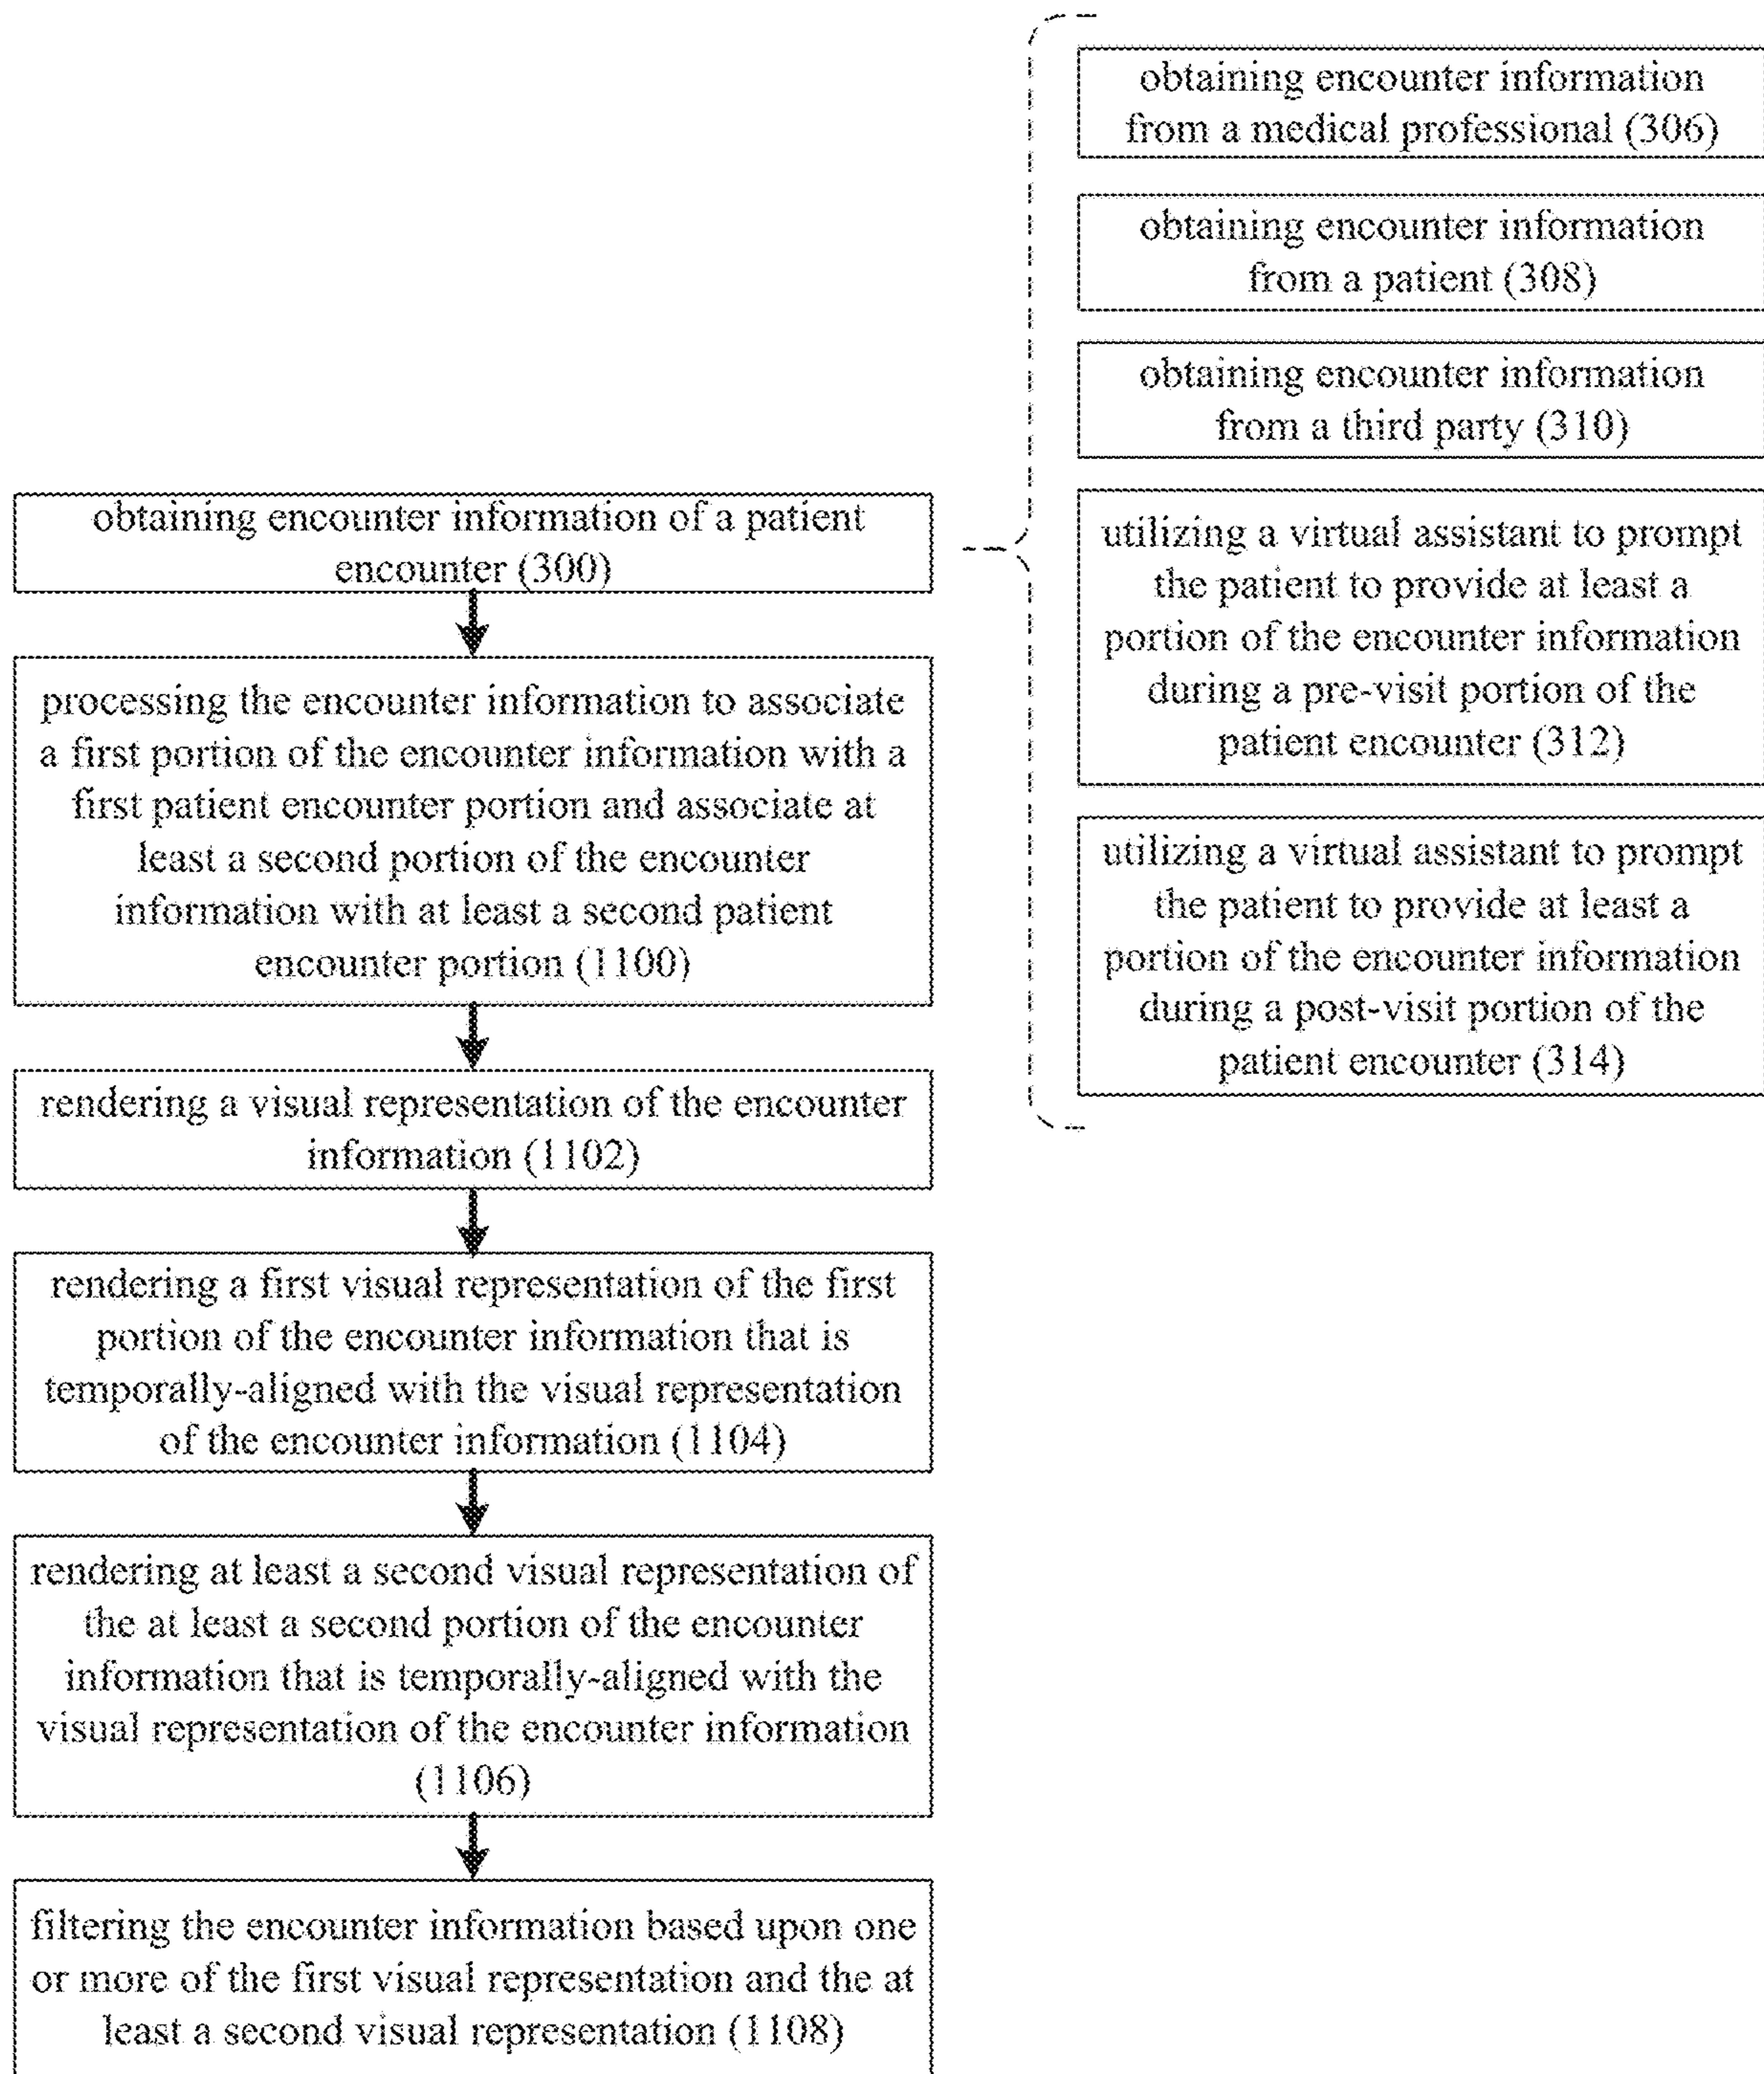 obtaining encounter information of a patient
encounter (300)
processing the encounter information to associate
a first portion of the encounter information with a
first patient encounter portion and associate at
least a second portion of the encounter
information with at least a second patient
encounter portion (1100)
rendering a visual representation of the encounter
information (1102)
rendering a first visual representation of the first
portion of the encounter information that is
temporally-aligned with the visual representation
of the encounter information (1104)
rendering at least a second visual representation of
the at least a second portion of the encounter
information that is temporally-aligned with the
visual representation of the encounter information
(1106)
filtering the encounter information based upon one
or more of the first visual representation and the at
least a second visual representation (1108)
obtaining encounter information
from a medical professional (306)
obtaining encounter information
from a patient (308)
obtaining encounter information
from a third party (310)
utilizing a virtual assistant to prompt
the patient to provide at least a
portion of the encounter information
during a pre-visit portion of the
patient encounter (312)
utilizing a virtual assistant to prompt
the patient to provide at least a
portion of the encounter information
during a post-visit portion of the
patient encounter (314)